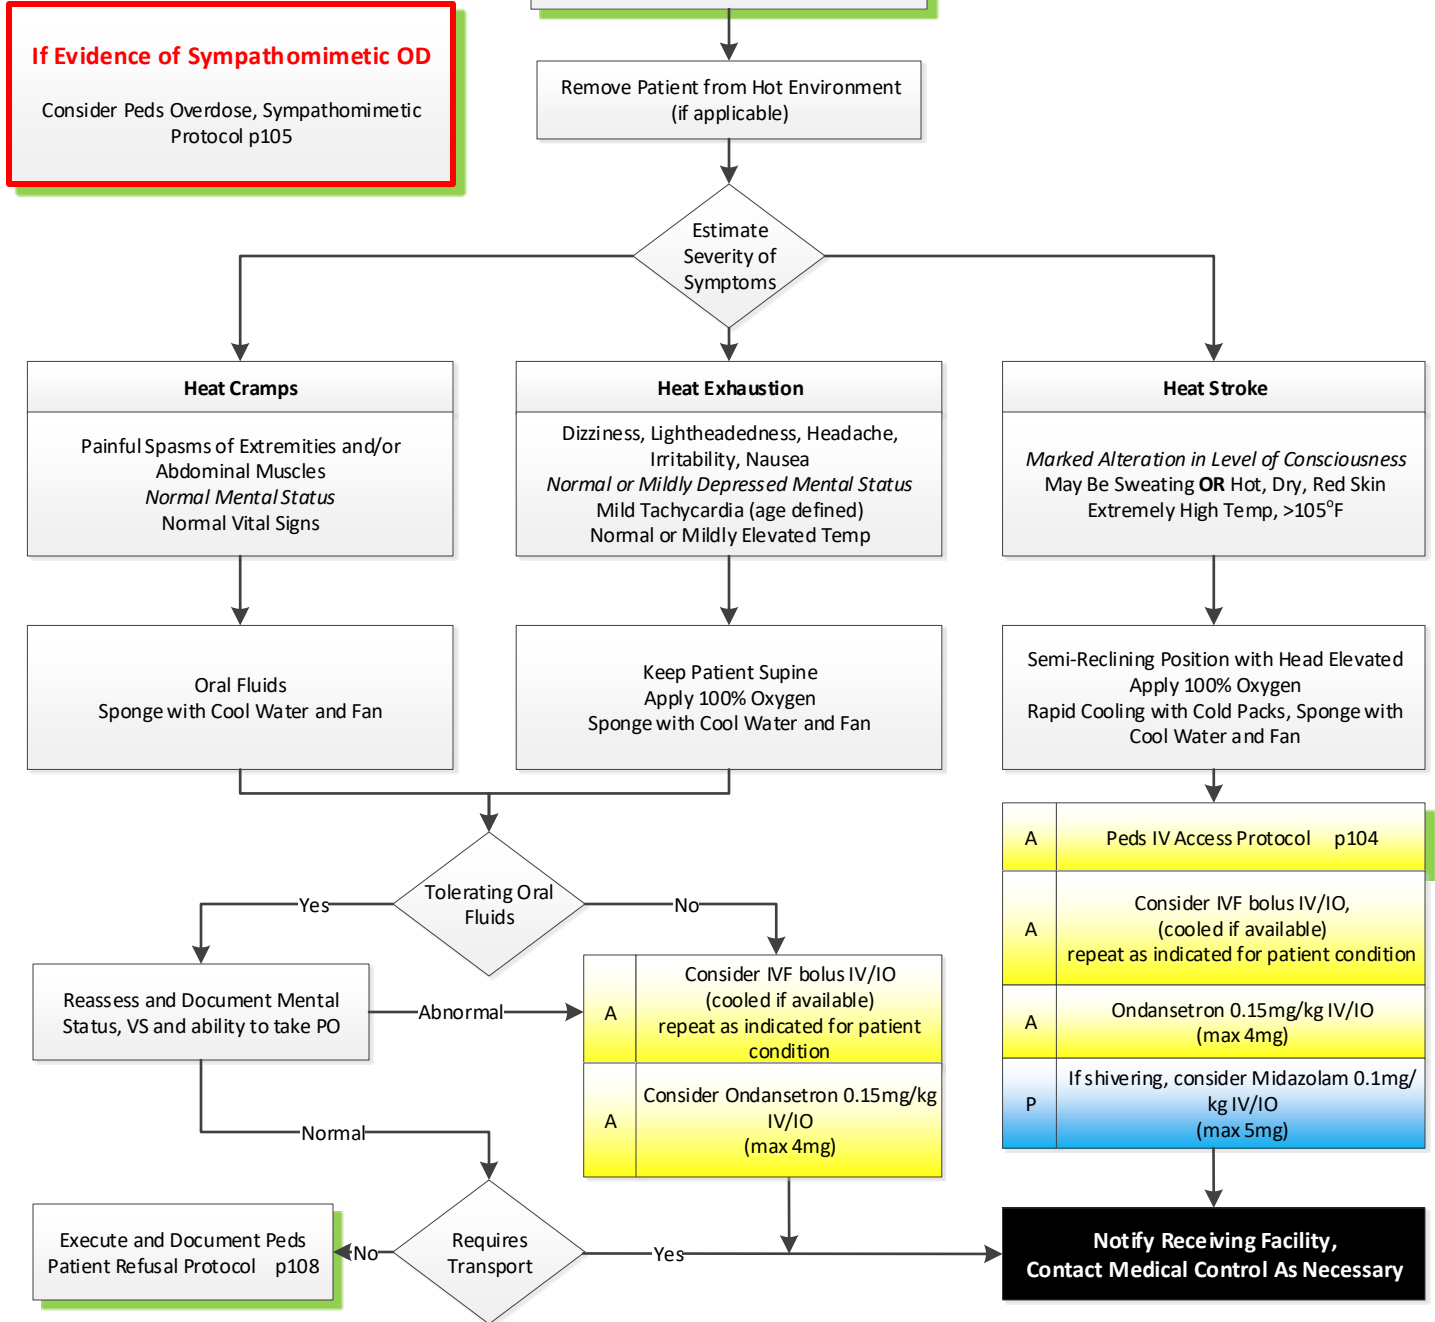 If Evidence of Sympathomimetic OD
Consider Peds Overdose, Sympathomimetic
Protocol p105
Remove Patient from Hot Environment
(if applicable)
Estimate
Severity of
Symptoms
Heat Cramps
Painful Spasms of Extremities and/or
Abdominal Muscles
Normal Mental Status
Normal Vital Signs
Heat Exhaustion
Dizziness, Lightheadedness, Headache,
Irritability, Nausea
Normal or Mildly Depressed Mental Status
Mild Tachycardia (age defined)
Normal or Mildly Elevated Temp
Heat Stroke
Marked Alteration in Level of Consciousness
May Be Sweating OR Hot, Dry, Red Skin
Extremely High Temp, >105°F
Oral Fluids
Sponge with Cool Water and Fan
Keep Patient Supine
Apply 100% Oxygen
Sponge with Cool Water and Fan
Semi-Reclining Position with Head Elevated
Apply 100% Oxygen
Rapid Cooling with Cold Packs, Sponge with
Cool Water and Fan
Tolerating Oral
Fluids
Yes
No
Reassess and Document Mental
Status, VS and ability to take PO
Abnormal
Normal
A
Consider IVF bolus IV/IO
(cooled if available)
repeat as indicated for patient
condition
A
Consider Ondansetron 0.15mg/kg
IV/IO
(max 4mg)
A
Peds IV Access Protocol p104
A
Consider IVF bolus IV/IO,
(cooled if available)
repeat as indicated for patient condition
A
Ondansetron 0.15mg/kg IV/IO
(max 4mg)
P
If shivering, consider Midazolam 0.1mg/
kg IV/IO
(max 5mg)
Requires
Transport
No
Yes
Execute and Document Peds
Patient Refusal Protocol p108
Notify Receiving Facility,
Contact Medical Control As Necessary